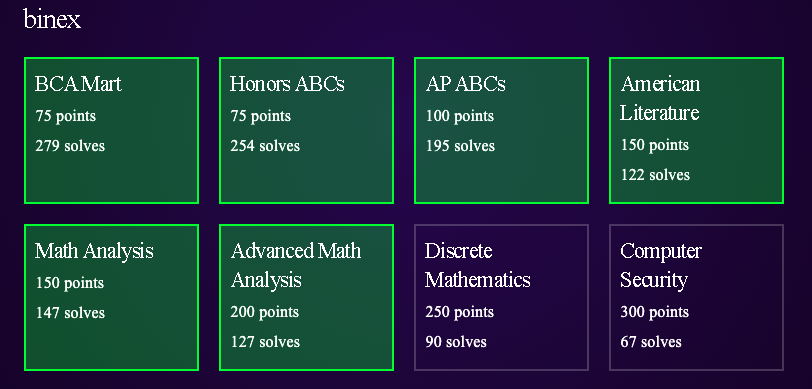 binex
BCA Mart
75 points
279 solves
Honors ABCs
75 points
254 solves
AP ABCs
100 points
195 solves
American
Literature
150 points
122 solves
Math Analysis
150 points
147 solves
Advanced Math
Analysis
200 points
127 solves
Discrete
Mathematics
250 points
90 solves
Computer
Security
300 points
67 solves